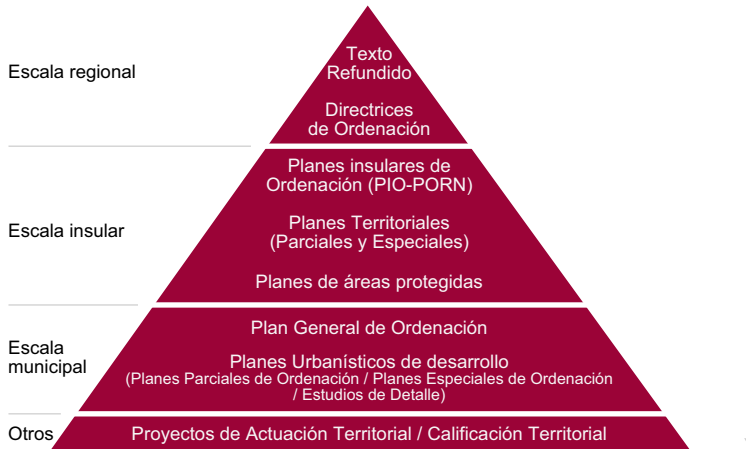 Escala regional
Texto
Refundido
Directrices
de Ordenación
Escala insular
Planes insulares de
Ordenación (PIO-PORN)
Planes Territoriales
(Parciales y Especiales)
Planes de áreas protegidas
Escala
municipal
Plan General de Ordenación
Planes Urbanísticos de desarrollo
(Planes Parciales de Ordenación / Planes Especiales de Ordenación
/ Estudios de Detalle)
Otros
Proyectos de Actuación Territorial / Calificación Territorial